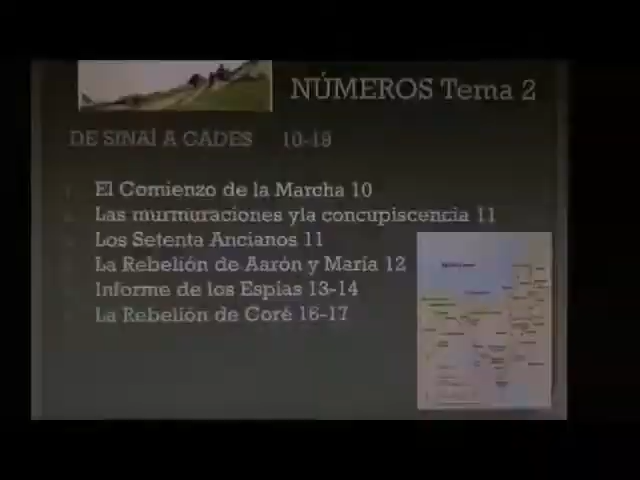 NÚMEROS Tema 2
DE SINAÍ A CADES 10-19
El Comienzo de la Marcha 10
Las murmuraciones yla concupiscencia 11
Los Setenta Ancianos 11
La Rebelión de Aarón y María 12
Informe de los Espías 13-14
La Rebelión de Coré 16-17